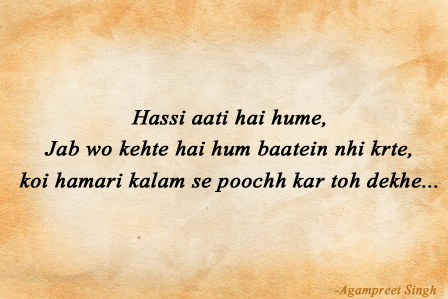 Hassi aati hai hume,
Jab wo kehte hai hum baatein nhi krte,
koi hamari kalam se poochh kar toh dekhe...
-Agampreet Singh